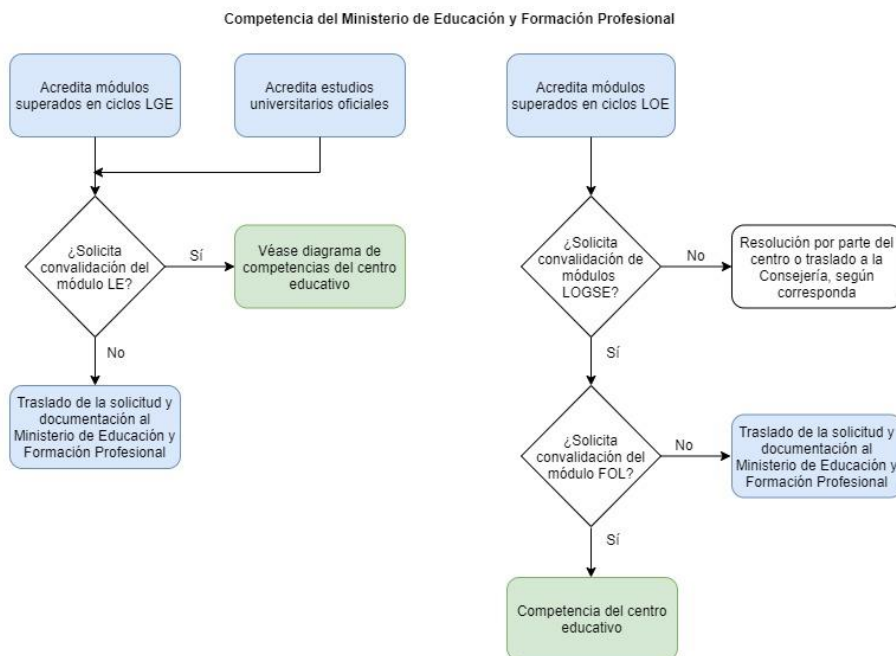 Competencia del Ministerio de Educación y Formación Profesional
Acredita módulos
superados en ciclos LGE
Acredita estudios
universitarios oficiales
¿Solicita
convalidación del
módulo LE?
Sí
Véase diagrama de
competencias del centro
educativo
No
Traslado de la solicitud y
documentación al
Ministerio de Educación y
Formación Profesional
Acredita módulos
superados en ciclos LOE
¿Solicita
convalidación de
módulos
LOGSE?
No
Resolución por parte del
centro o traslado a la
Consejería, según
corresponda
Sí
¿Solicita
convalidación del
módulo FOL?
No
Traslado de la solicitud y
documentación al
Ministerio de Educación y
Formación Profesional
Sí
Competencia del centro
educativo